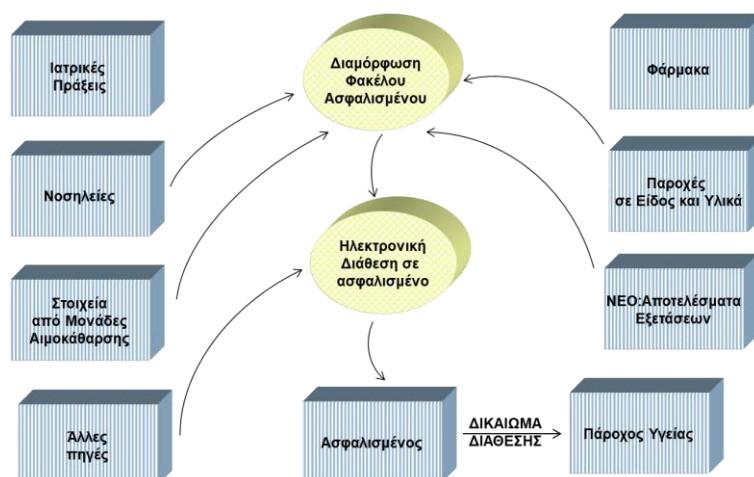 Ιατρικές
Πράξεις
Διαμόρφωση
Φακέλου
Ασφαλισμένου
Φάρμακα
Νοσηλείες
Παροχές
σε Είδος και Υλικά
Ηλεκτρονική
Διάθεση σε
ασφαλισμένο
Στοιχεία
από Μονάδες
Αιμοκάθαρσης
ΝΕΟ:Αποτελέσματα
Εξετάσεων
Άλλες
πηγές
Ασφαλισμένος
ΔΙΚΑΙΩΜΑ
ΔΙΑΘΕΣΗΣ
Πάροχος Υγείας